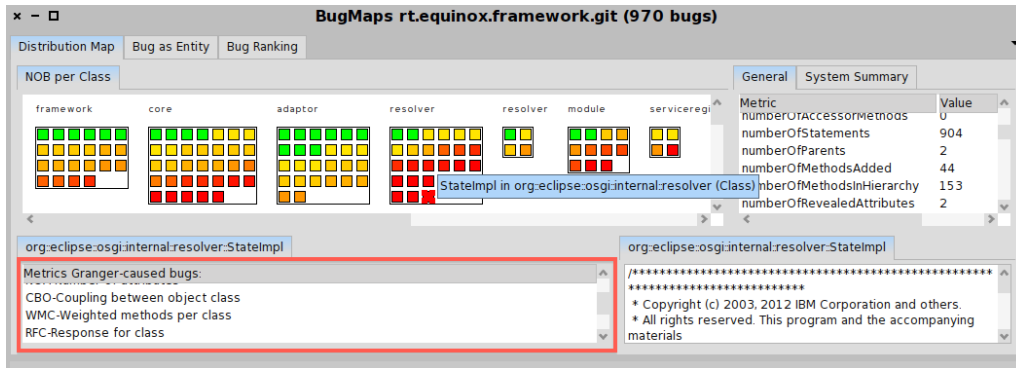 BugMaps rt.equinox.framework.git (970 bugs)
Distribution Map Bug as Entity Bug Ranking
NOB per Class
General System Summary
framework core adaptor resolver resolver module serviceregi
Metric Value
numberOfAccessorMethods 0
numberOfStatements 904
numberOfParents 2
numberOfMethodsAdded 44
StateImpl in org::eclipse::osgi::internal::resolver (Class)
mberOfMethodsInHierarchy 153
numberOfRevealedAttributes 2
org::eclipse::osgi::internal::resolver::StateImpl
Metrics Granger-caused bugs:
CBO-Coupling between object class
WMC-Weighted methods per class
RFC-Response for class
org::eclipse::osgi::internal::resolver::StateImpl
/******************************************************
***************************
* Copyright (c) 2003, 2012 IBM Corporation and others.
* All rights reserved. This program and the accompanying
materials